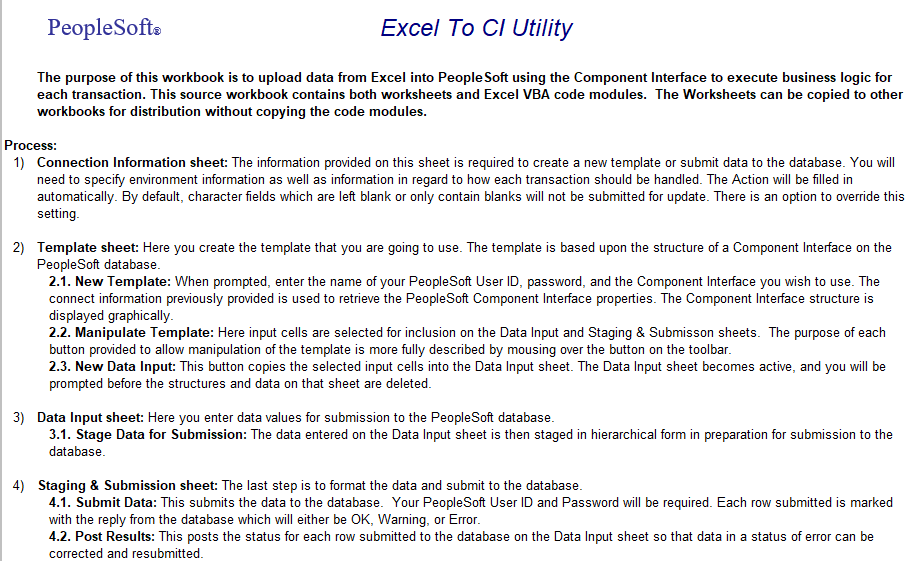 PeopleSoft®
Excel To CI Utility
The purpose of this workbook is to upload data from Excel into PeopleSoft using the Component Interface to execute business logic for
each transaction. This source workbook contains both worksheets and Excel VBA code modules.  The Worksheets can be copied to other
workbooks for distribution without copying the code modules.
Process:
1) Connection Information sheet: The information provided on this sheet is required to create a new template or submit data to the database. You will
need to specify environment information as well as information in regard to how each transaction should be handled. The Action will be filled in
automatically. By default, character fields which are left blank or only contain blanks will not be submitted for update. There is an option to override this
setting.
2) Template sheet: Here you create the template that you are going to use. The template is based upon the structure of a Component Interface on the
PeopleSoft database.
2.1. New Template: When prompted, enter the name of your PeopleSoft User ID, password, and the Component Interface you wish to use. The
connect information previously provided is used to retrieve the PeopleSoft Component Interface properties. The Component Interface structure is
displayed graphically.
2.2. Manipulate Template: Here input cells are selected for inclusion on the Data Input and Staging & Submisson sheets.  The purpose of each
button provided to allow manipulation of the template is more fully described by mousing over the button on the toolbar.
2.3. New Data Input: This button copies the selected input cells into the Data Input sheet. The Data Input sheet becomes active, and you will be
prompted before the structures and data on that sheet are deleted.
3) Data Input sheet: Here you enter data values for submission to the PeopleSoft database.
3.1. Stage Data for Submission: The data entered on the Data Input sheet is then staged in hierarchical form in preparation for submission to the
database.
4) Staging & Submission sheet: The last step is to format the data and submit to the database.
4.1. Submit Data: This submits the data to the database.  Your PeopleSoft User ID and Password will be required. Each row submitted is marked
with the reply from the database which will either be OK, Warning, or Error.
4.2. Post Results: This posts the status for each row submitted to the database on the Data Input sheet so that data in a status of error can be
corrected and resubmitted.